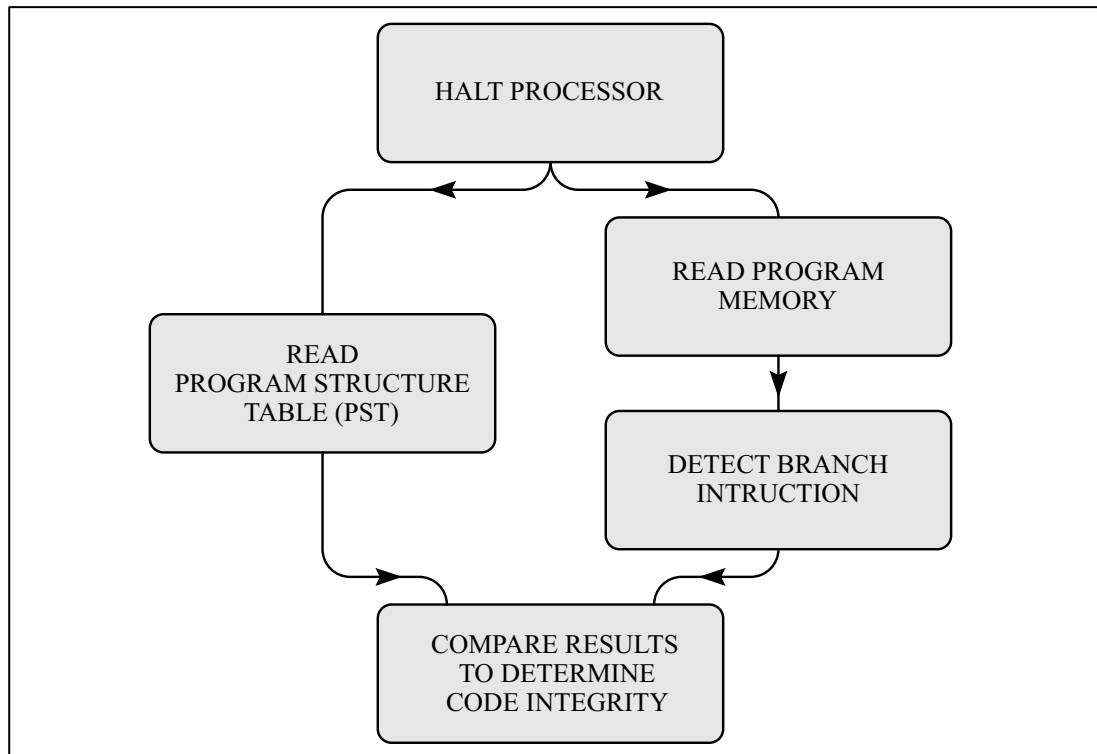 HALT PROCESSOR
READ PROGRAM
MEMORY
READ
PROGRAM STRUCTURE
TABLE (PST)
DETECT BRANCH
INTRUCTION
COMPARE RESULTS
TO DETERMINE
CODE INTEGRITY